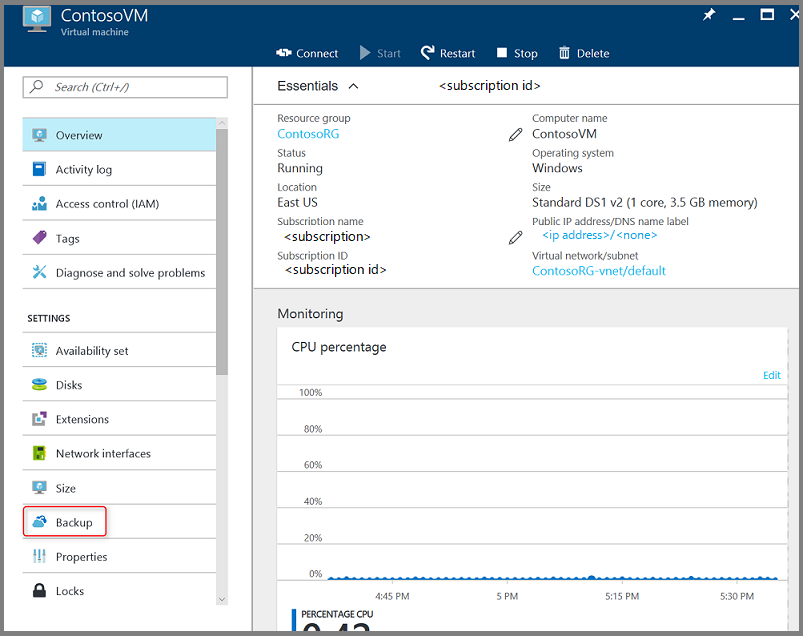 ContosoVM
Virtual machine
Connect Start Restart Stop Delete
Search (Ctrl+/)
Overview
Activity log
Access control (IAM)
Tags
Diagnose and solve problems
SETTINGS
Availability set
Disks
Extensions
Network interfaces
Size
Backup
Properties
Locks
Essentials <subscription id>
Resource group
ContosoRG
Status
Running
Location
East US
Subscription name
<subscription>
Subscription ID
<subscription id>
Computer name
ContosoVM
Operating system
Windows
Size
Standard DS1 v2 (1 core, 3.5 GB memory)
Public IP address/DNS name label
<ip address>/<none>
Virtual network/subnet
ContosoRG-vnet/default
Monitoring
CPU percentage
Edit
100%
80%
60%
40%
20%
0%
4:45 PM 5 PM 5:15 PM 5:30 PM
PERCENTAGE CPU